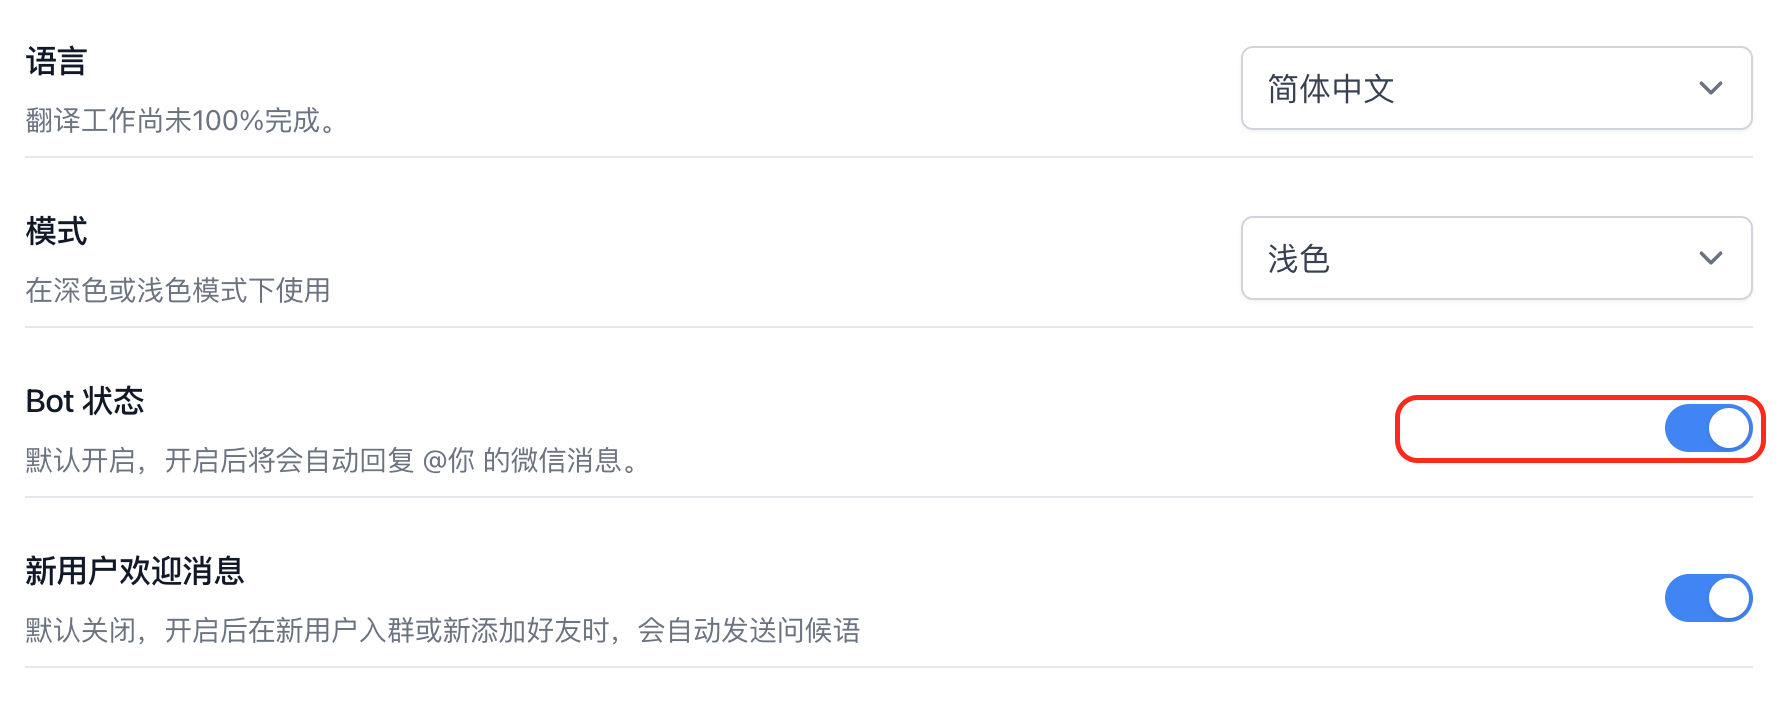 语言
简体中文
翻译工作尚未100%完成。
模式
浅色
在深色或浅色模式下使用
Bot 状态
默认开启，开启后将会自动回复 @你 的微信消息。
新用户欢迎消息
默认关闭，开启后在新用户入群或新添加好友时，会自动发送问候语